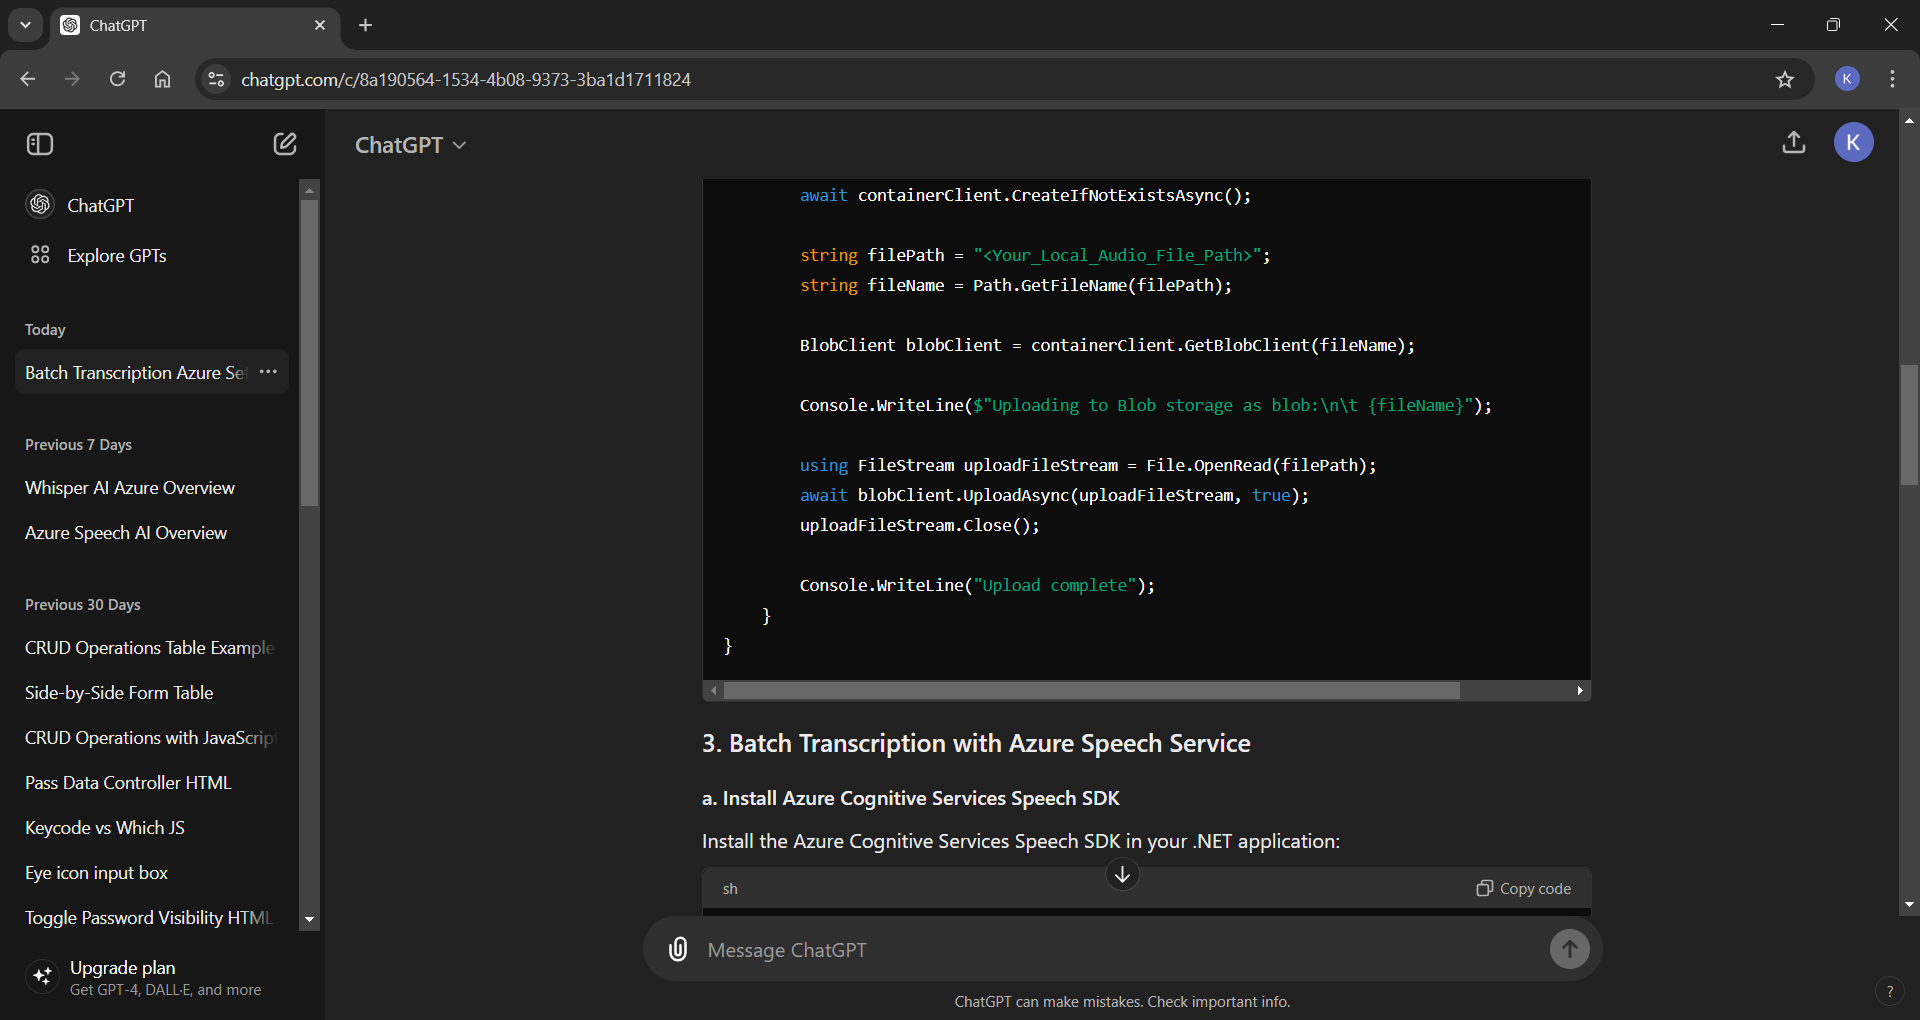 ChatGPT
chatgpt.com/c/8a190564-1534-4b08-9373-3ba1d1711824
K
ChatGPT
K
ChatGPT
Explore GPTs
Today
Batch Transcription Azure Se
Previous 7 Days
Whisper AI Azure Overview
Azure Speech AI Overview
Previous 30 Days
CRUD Operations Table Example
Side-by-Side Form Table
CRUD Operations with JavaScrip
Pass Data Controller HTML
Keycode vs Which JS
Eye icon input box
Toggle Password Visibility HTML
Upgrade plan
Get GPT-4, DALL·E, and more
await containerClient.CreateIfNotExistsAsync();
string filePath = "<Your_Local_Audio_File_Path>";
string fileName = Path.GetFileName(filePath);
BlobClient blobClient = containerClient.GetBlobClient(fileName);
Console.WriteLine($"Uploading to Blob storage as blob:\n\t {fileName}");
using FileStream uploadFileStream = File.OpenRead(filePath);
await blobClient.UploadAsync(uploadFileStream, true);
uploadFileStream.Close();
Console.WriteLine("Upload complete");
}
}
3. Batch Transcription with Azure Speech Service
a. Install Azure Cognitive Services Speech SDK
Install the Azure Cognitive Services Speech SDK in your .NET application:
sh
Copy code
Message ChatGPT
ChatGPT can make mistakes. Check important info.
?